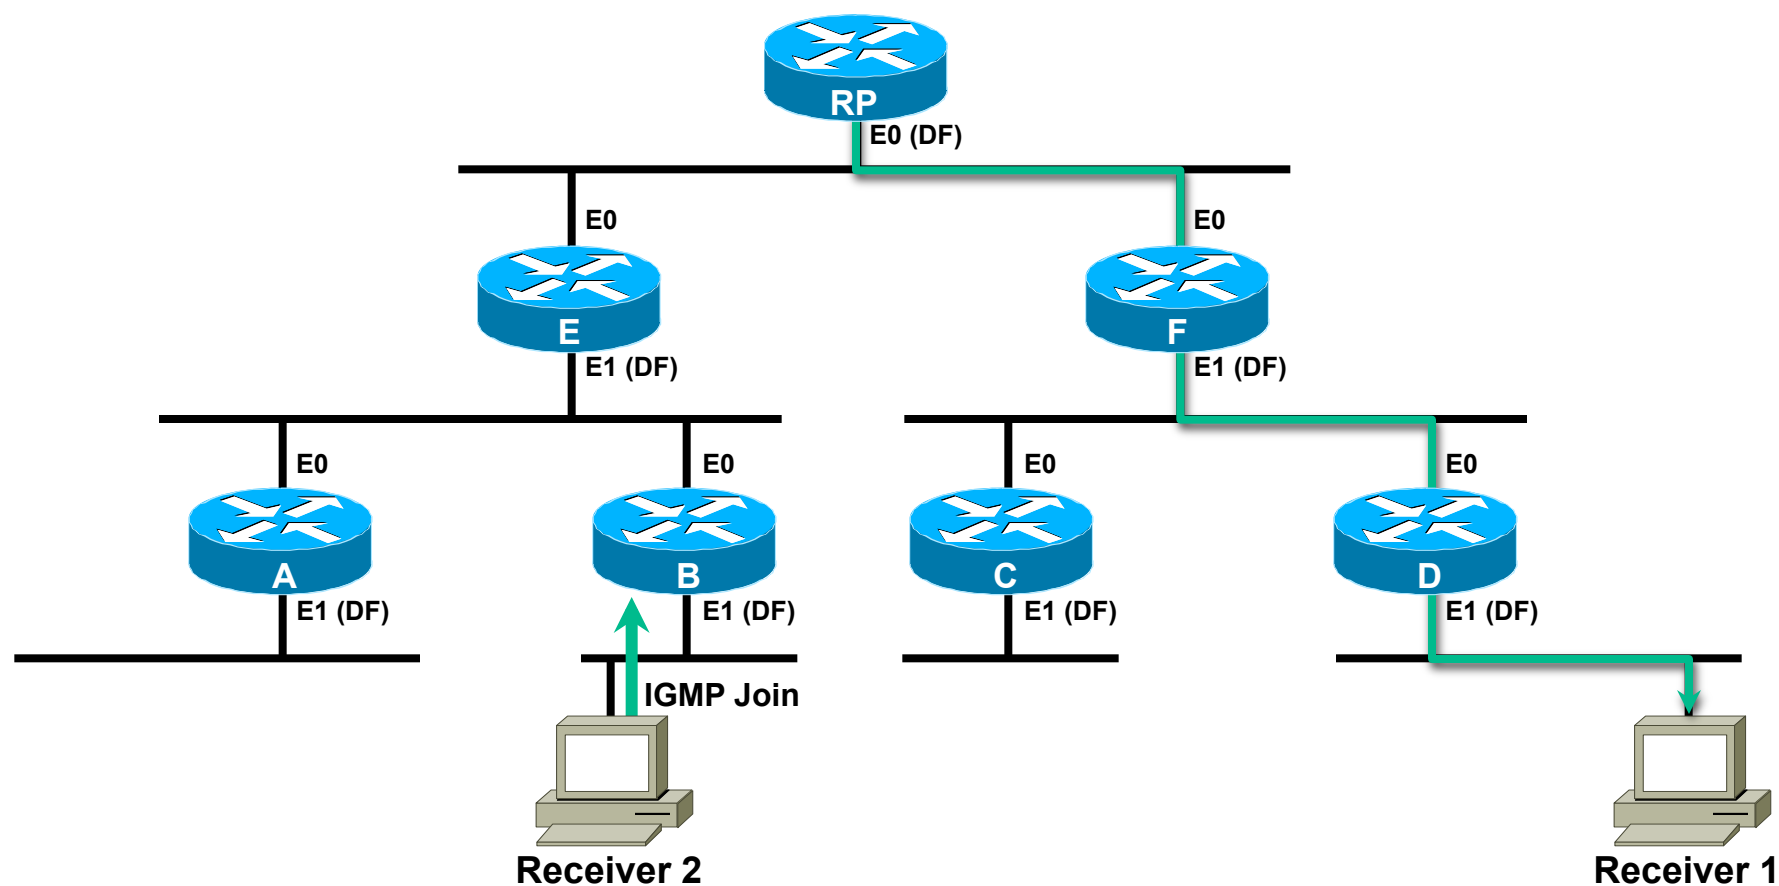 RP
E0 (DF)
E0
E0
E
F
E1 (DF)
E1 (DF)
E0
E0
E0
E0
A
B
C
D
E1 (DF)
E1 (DF)
E1 (DF)
E1 (DF)
IGMP Join
Receiver 2
Receiver 1